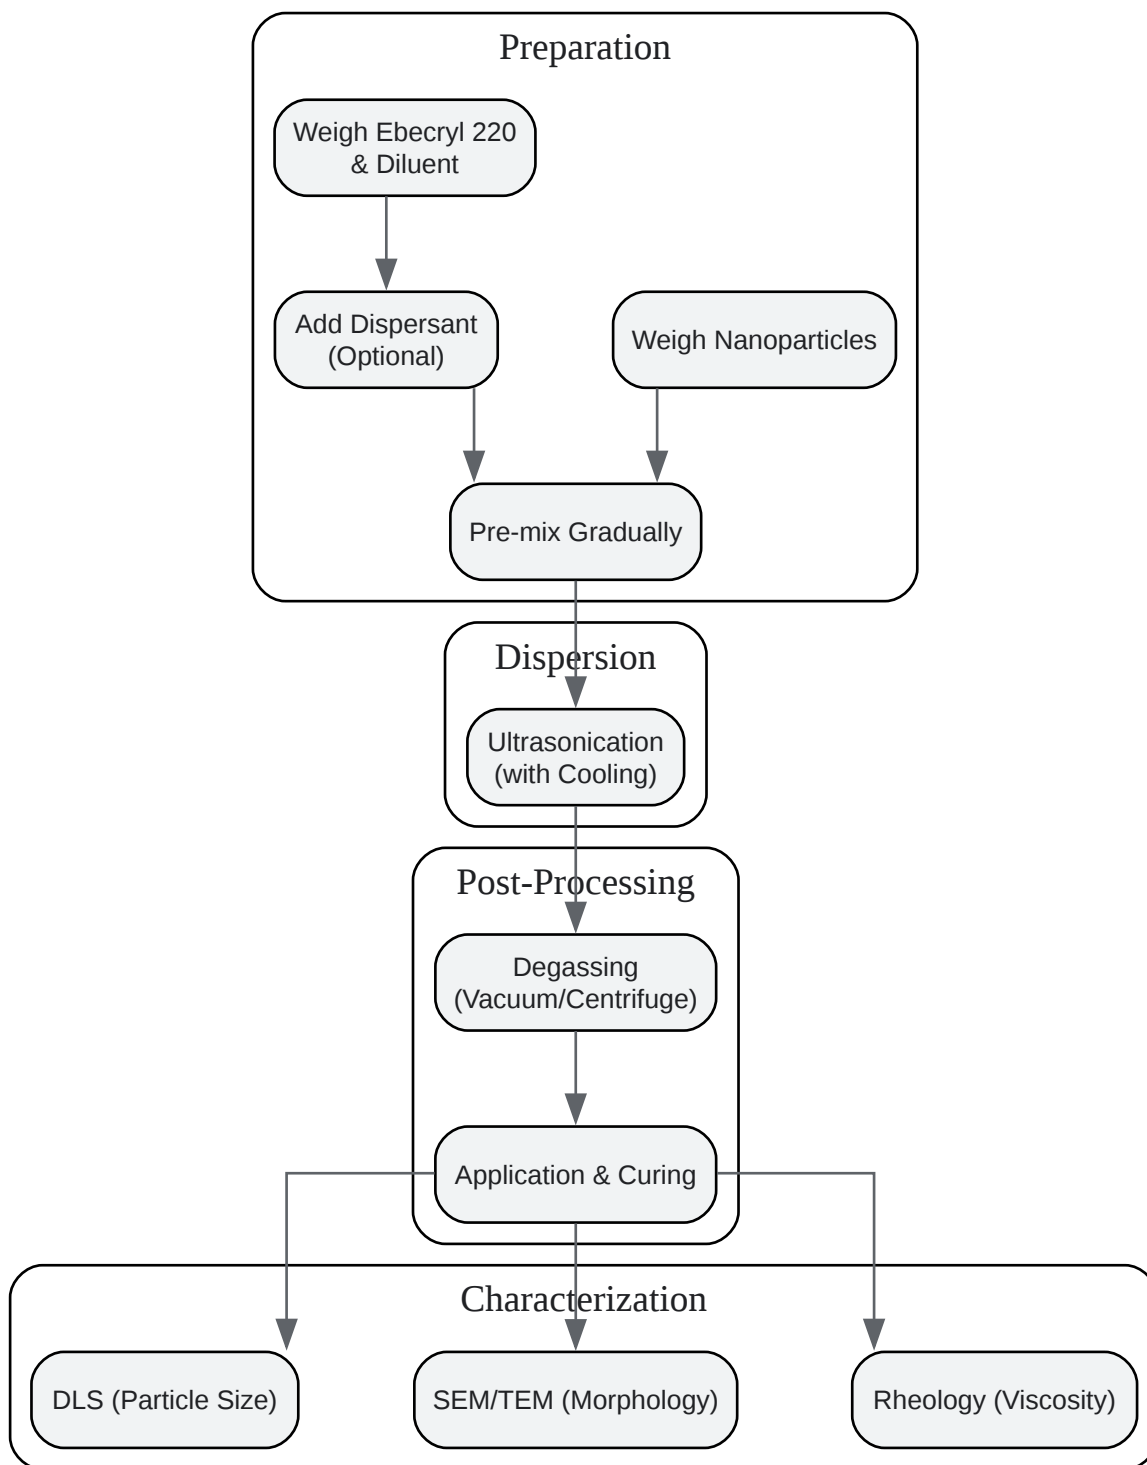 Preparation
Weigh Ebecryl 220
& Diluent
Add Dispersant
(Optional)
Weigh Nanoparticles
Pre-mix Gradually
Dispersion
Ultrasonication
(with Cooling)
Post-Processing
Degassing
(Vacuum/Centrifuge)
Application & Curing
Characterization
DLS (Particle Size)
SEM/TEM (Morphology)
Rheology (Viscosity)